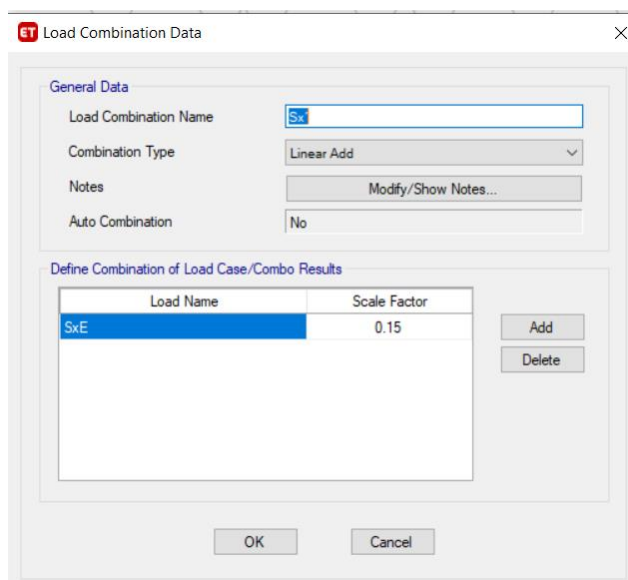 ET Load Combination Data
General Data
Load Combination Name
Combination Type Linear Add
Notes Modify/Show Notes...
Auto Combination No
Define Combination of Load Case/Combo Results
Load Name Scale Factor
SxE 0.15
Add
Delete
OK Cancel